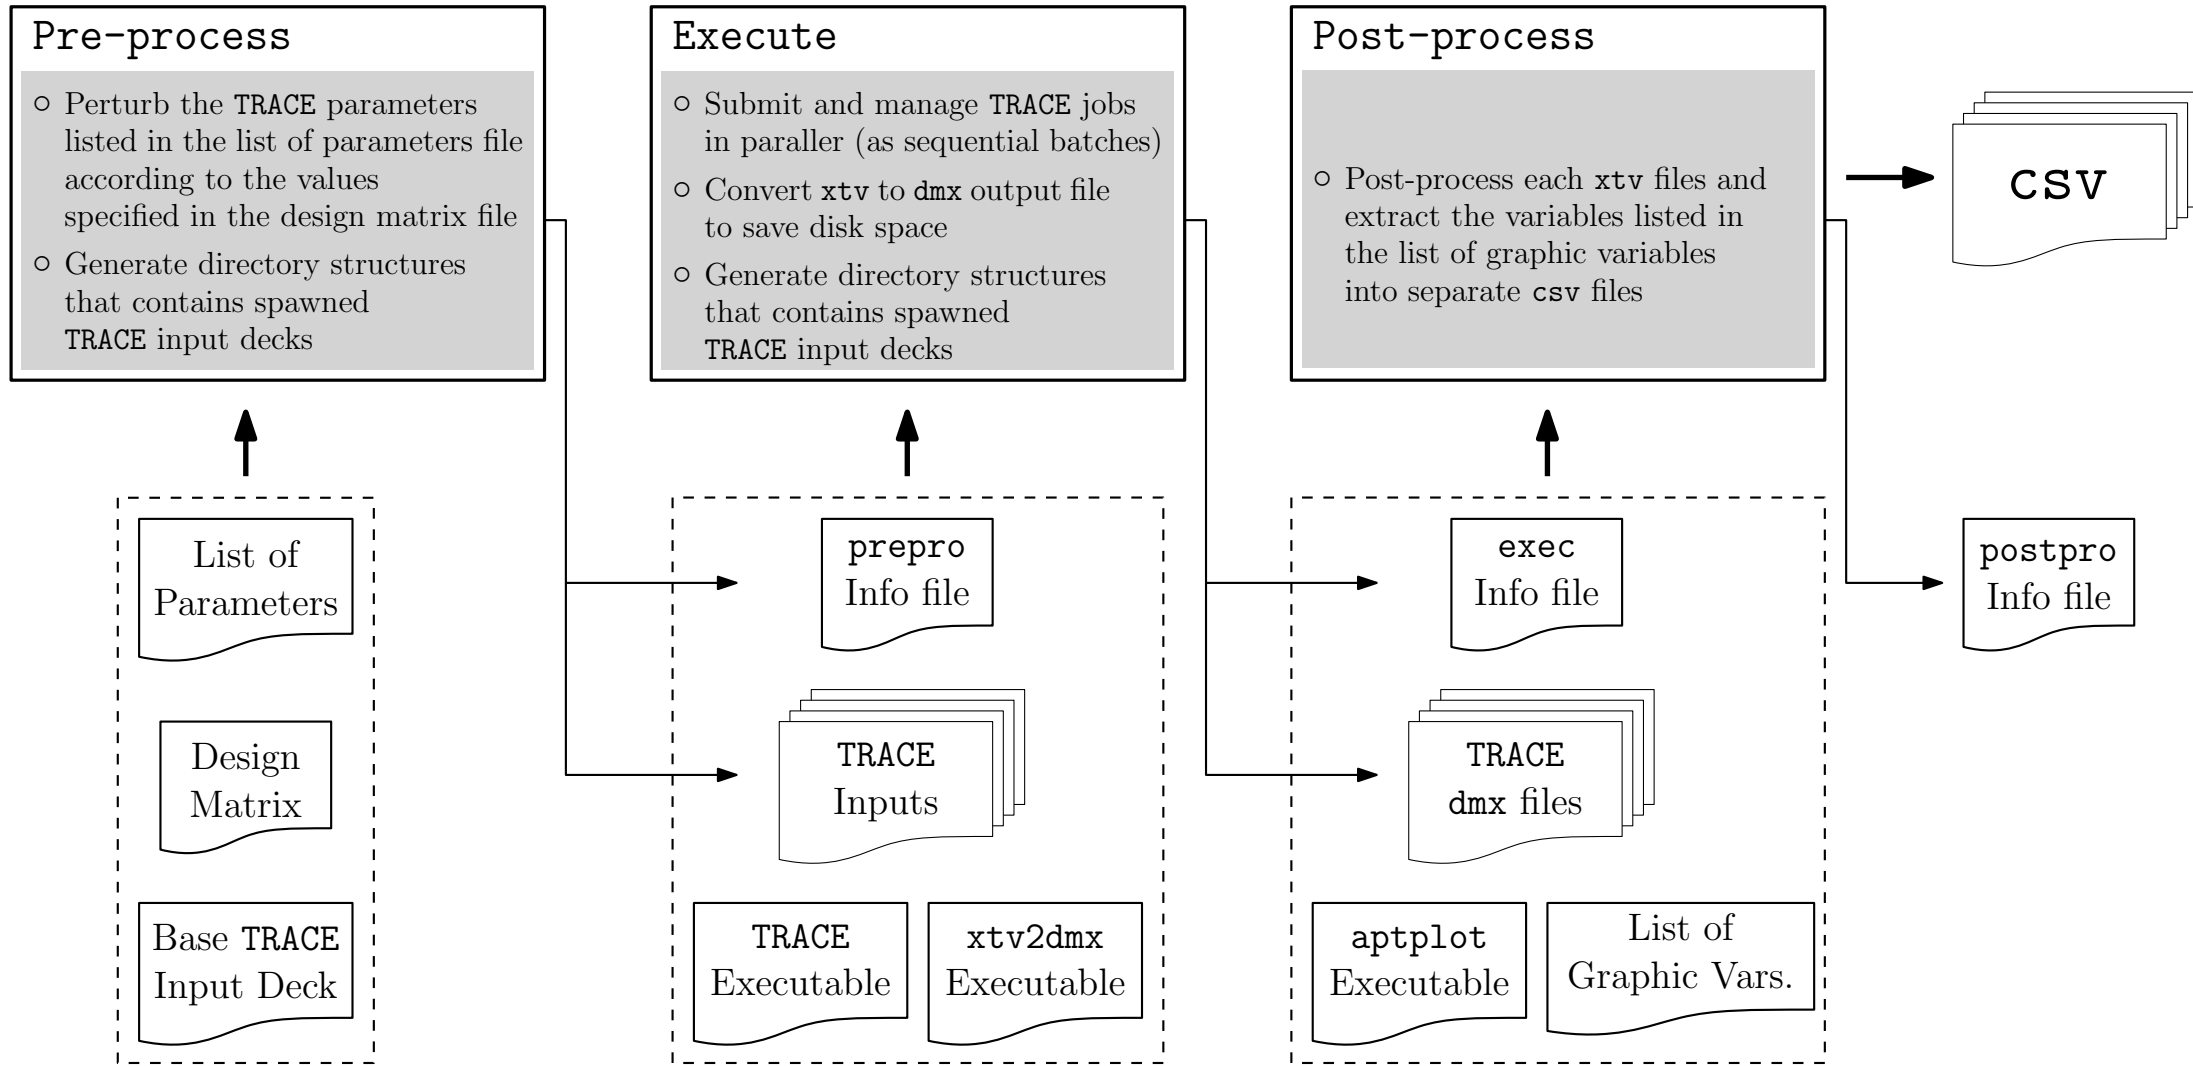 Pre-process
○ Perturb the TRACE parameters
listed in the list of parameters file
according to the values
specified in the design matrix file
○ Generate directory structures
that contains spawned
TRACE input decks
Execute
○ Submit and manage TRACE jobs
in paraller (as sequential batches)
○ Convert xtv to dmx output file
to save disk space
○ Generate directory structures
that contains spawned
TRACE input decks
Post-process
○ Post-process each xtv files and
extract the variables listed in
the list of graphic variables
into separate csv files
csv
List of
Parameters
Design
Matrix
Base TRACE
Input Deck
prepro
Info file
TRACE
Inputs
TRACE
Executable
xtv2dmx
Executable
exec
Info file
TRACE
dmx files
aptplot
Executable
List of
Graphic Vars.
postpro
Info file